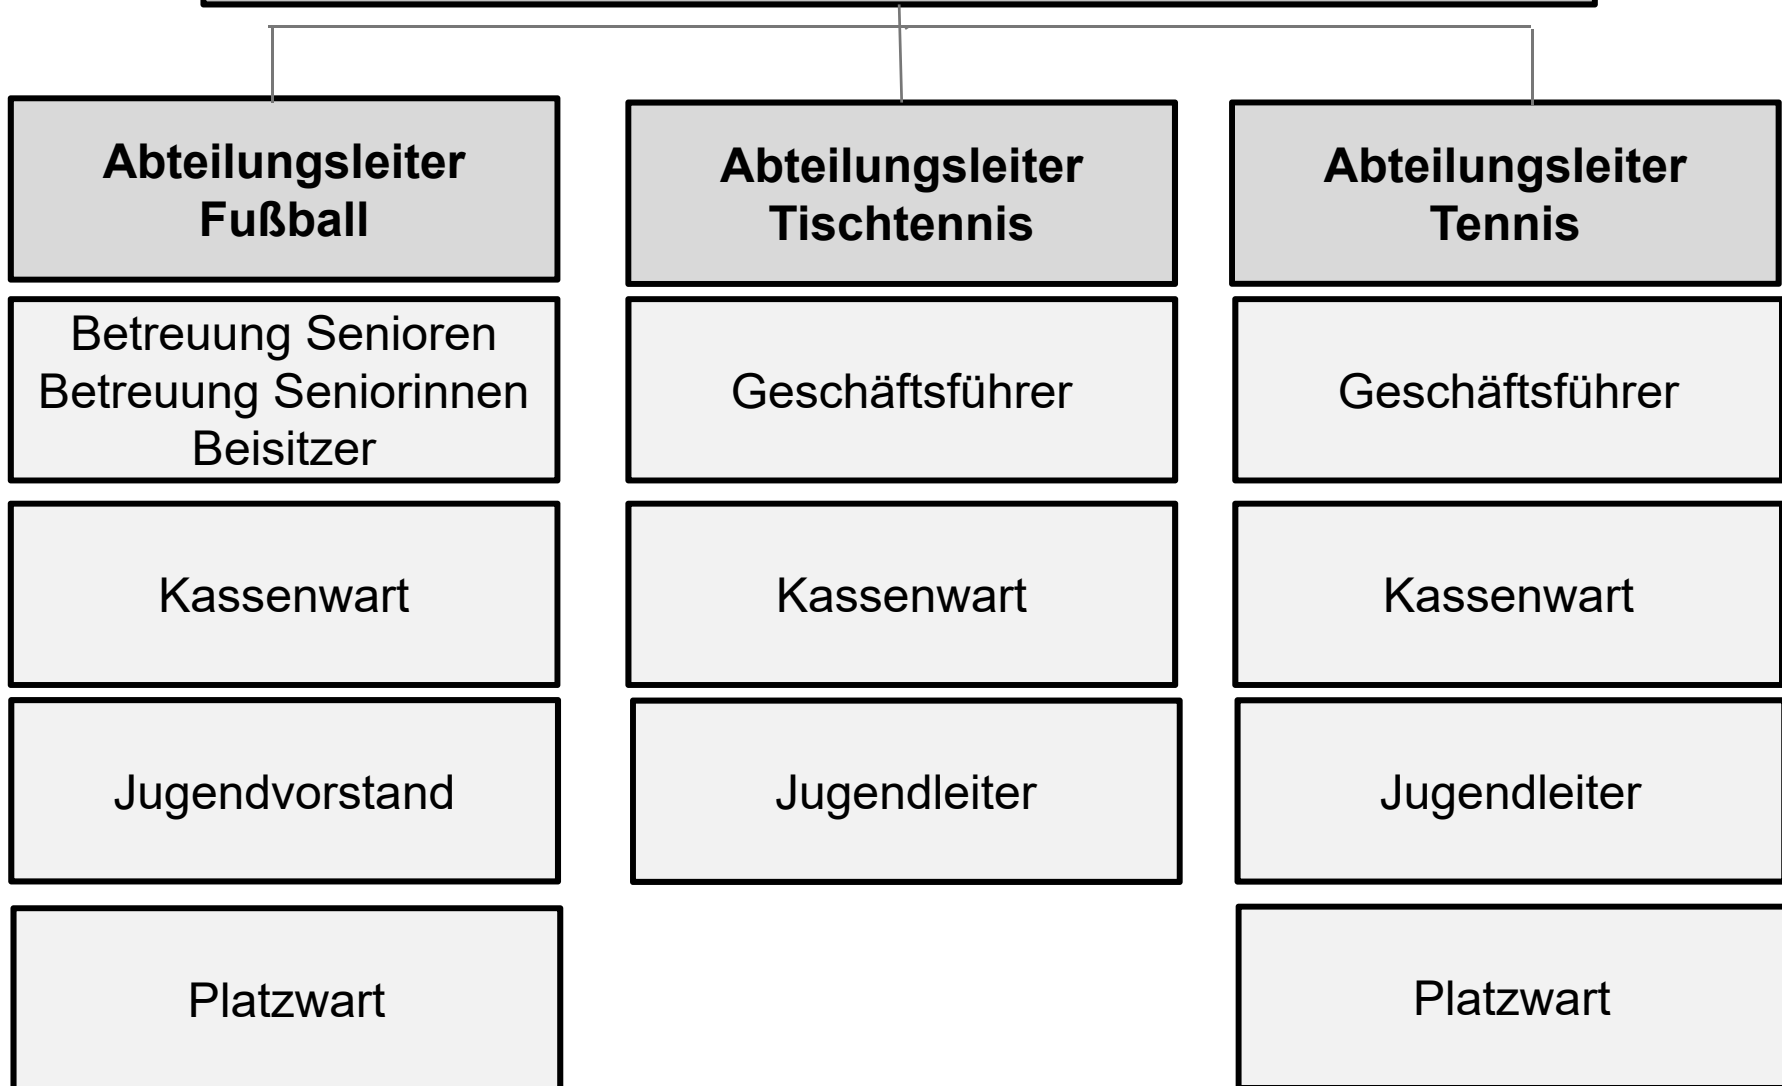 Abteilungsleiter
Fußball
Abteilungsleiter
Tischtennis
Abteilungsleiter
Tennis
Betreuung Senioren
Betreuung Seniorinnen
Beisitzer
Geschäftsführer
Geschäftsführer
Kassenwart
Kassenwart
Kassenwart
Jugendvorstand
Jugendleiter
Jugendleiter
Platzwart
Platzwart